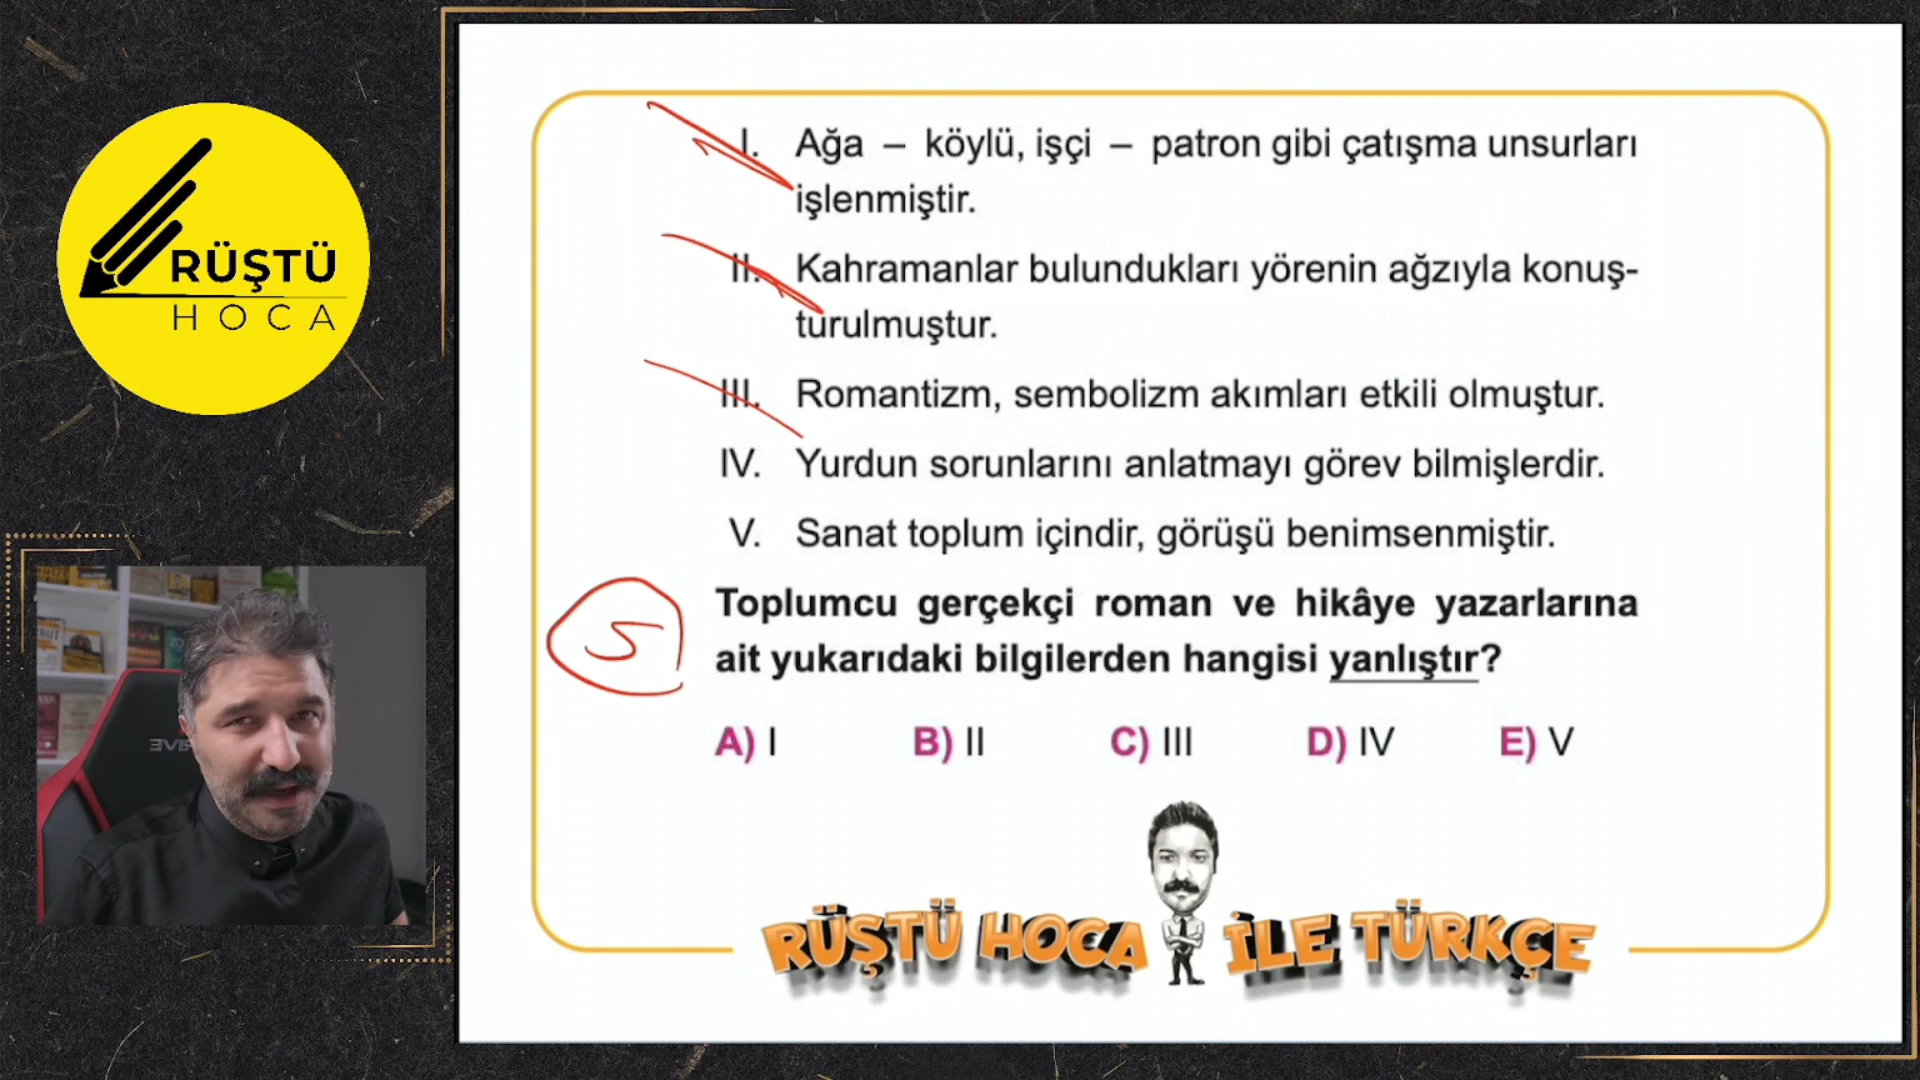 RÜŞTÜ
HOCA
I. Ağa – köylü, işçi – patron gibi çatışma unsurları
işlenmiştir.
II. Kahramanlar bulundukları yörenin ağzıyla konuş-
turulmuştur.
III. Romantizm, sembolizm akımları etkili olmuştur.
IV. Yurdun sorunlarını anlatmayı görev bilmişlerdir.
V. Sanat toplum içindir, görüşü benimsenmiştir.
5
Toplumcu gerçekçi roman ve hikâye yazarlarına
ait yukarıdaki bilgilerden hangisi yanlıştır?
A) I B) II C) III D) IV E) V
RÜŞTÜ HOCA İLE TÜRKÇE